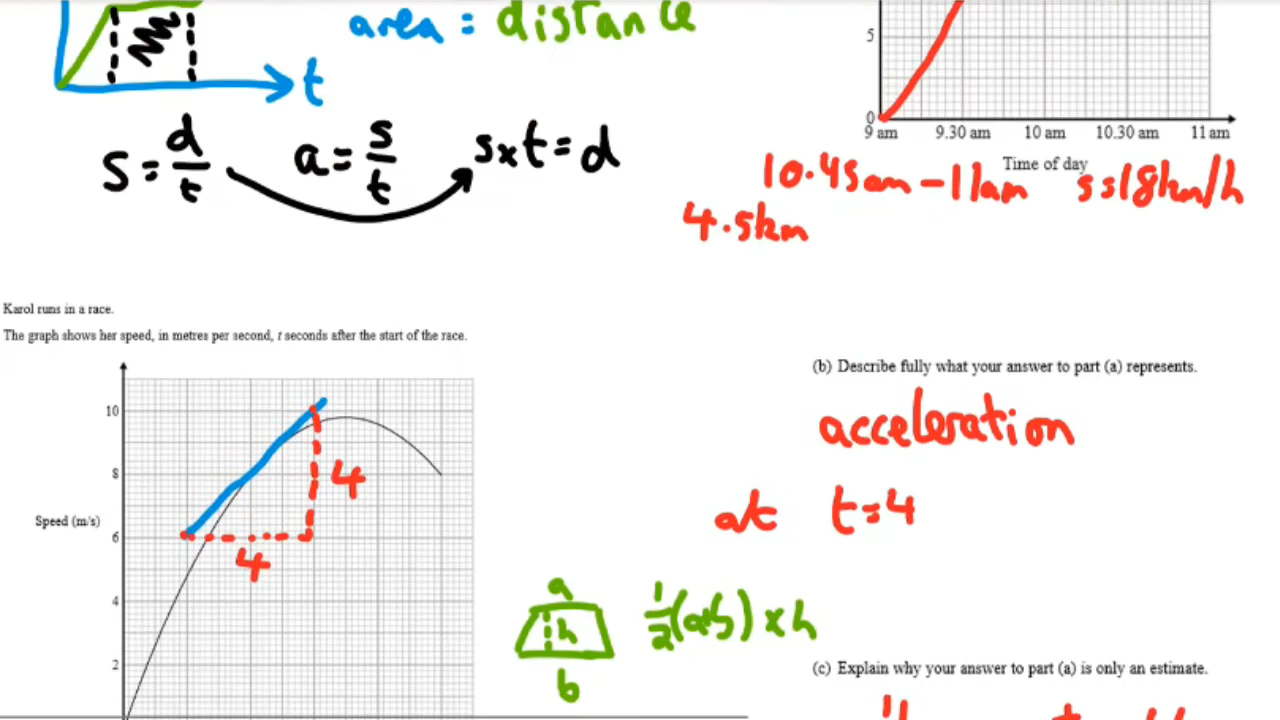 area = distance
t
s = d/t
a = s/t
s x t = d
5
0
9 am 9.30 am 10 am 10.30 am 11 am
Time of day
10.45am - 11am s = 18km/h
4.5km
Karol runs in a race.
The graph shows her speed, in metres per second, t seconds after the start of the race.
10
8
Speed (m/s)
6
4
2
4
4
a
h
b
1/2(a+b) x h
(b) Describe fully what your answer to part (a) represents.
acceleration
at t=4
(c) Explain why your answer to part (a) is only an estimate.